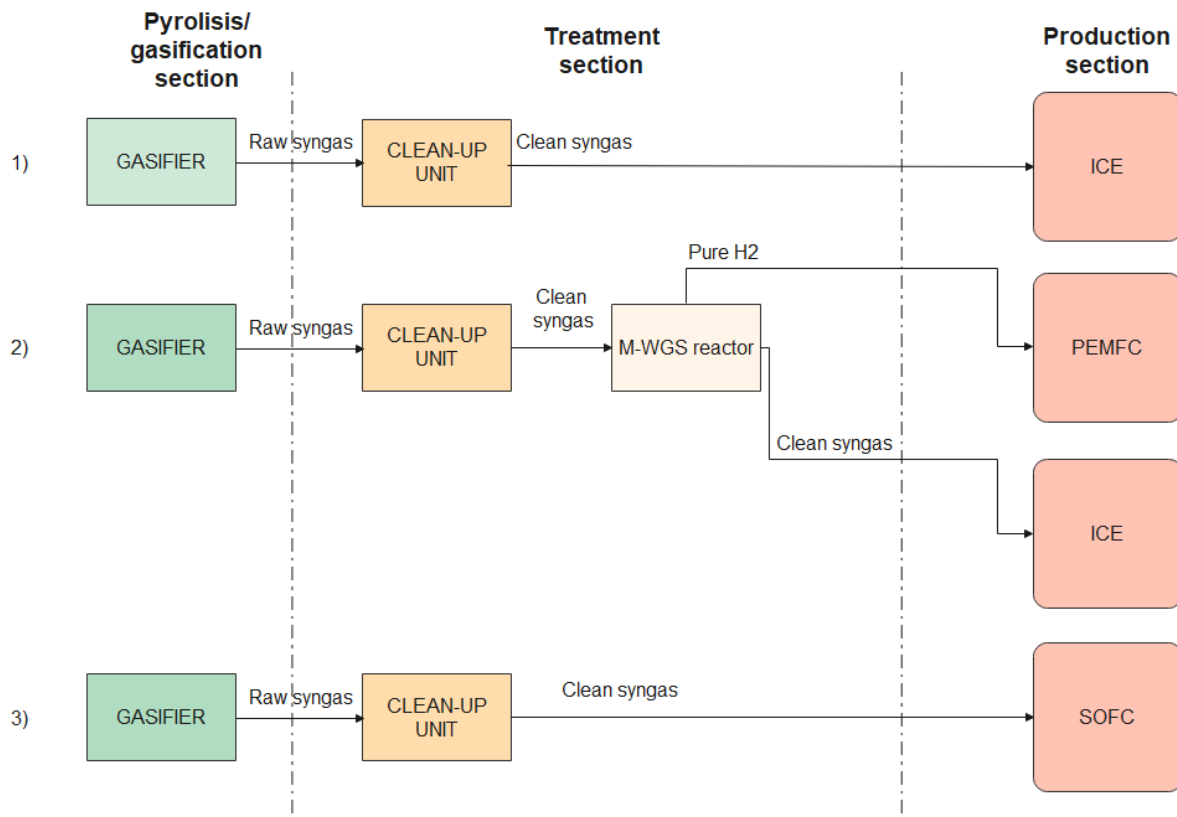 Pyrolisis/
gasification
section
Treatment
section
Production
section
1)
GASIFIER
Raw syngas
CLEAN-UP
UNIT
Clean syngas
ICE
2)
GASIFIER
Raw syngas
CLEAN-UP
UNIT
Clean
syngas
M-WGS reactor
Pure H2
PEMFC
Clean syngas
ICE
3)
GASIFIER
Raw syngas
CLEAN-UP
UNIT
Clean syngas
SOFC